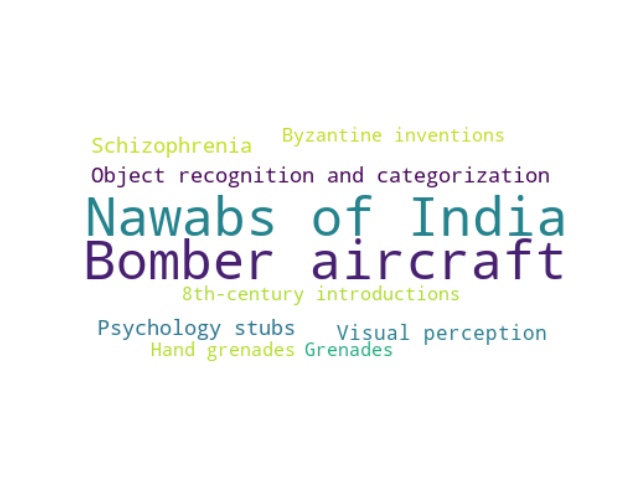 Byzantine inventions
Schizophrenia
Object recognition and categorization
Nawabs of India
Bomber aircraft
8th-century introductions
Psychology stubs
Visual perception
Hand grenades
Grenades